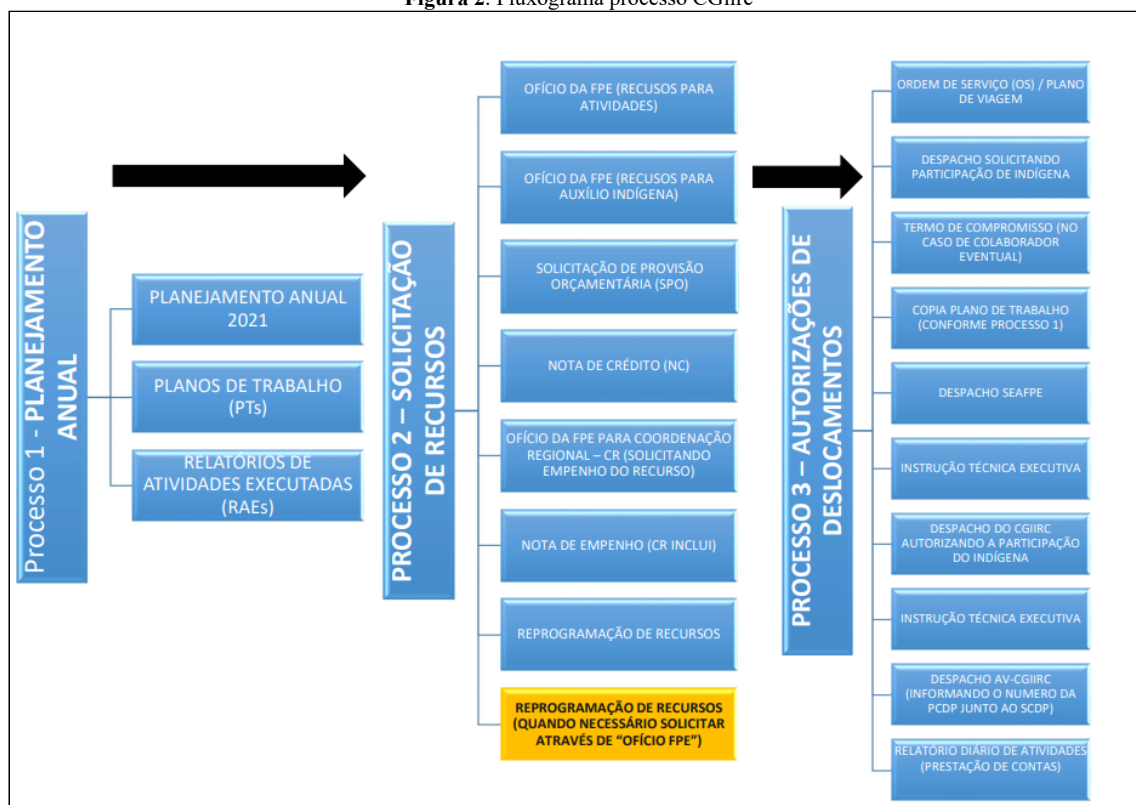 Figura 2. Fluxograma processo CGiirc
Processo 1 - PLANEJAMENTO
ANUAL
PLANEJAMENTO ANUAL
2021
PLANOS DE TRABALHO
(PTs)
RELATÓRIOS DE
ATIVIDADES EXECUTADAS
(RAEs)
PROCESSO 2 – SOLICITAÇÃO
DE RECURSOS
OFÍCIO DA FPE (RECUSOS PARA
ATIVIDADES)
OFÍCIO DA FPE (RECUSOS PARA
AUXÍLIO INDÍGENA)
SOLICITAÇÃO DE PROVISÃO
ORÇAMENTÁRIA (SPO)
NOTA DE CRÉDITO (NC)
OFÍCIO DA FPE PARA COORDENAÇÃO
REGIONAL – CR (SOLICITANDO
EMPENHO DO RECURSO)
NOTA DE EMPENHO (CR INCLUI)
REPROGRAMAÇÃO DE RECURSOS
REPROGRAMAÇÃO DE RECURSOS
(QUANDO NECESSÁRIO SOLICITAR
ATRAVÉS DE "OFÍCIO FPE")
PROCESSO 3 – AUTORIZAÇÕES DE
DESLOCAMENTOS
ORDEM DE SERVIÇO (OS) / PLANO
DE VIAGEM
DESPACHO SOLICITANDO
PARTICIPAÇÃO DE INDÍGENA
TERMO DE COMPROMISSO (NO
CASO DE COLABORADOR
EVENTUAL)
COPIA PLANO DE TRABALHO
(CONFORME PROCESSO 1)
DESPACHO SEAFPE
INSTRUÇÃO TÉCNICA EXECUTIVA
DESPACHO DO CGIIRC
AUTORIZANDO A PARTICIPAÇÃO
DO INDÍGENA
INSTRUÇÃO TÉCNICA EXECUTIVA
DESPACHO AV-CGIIRC
(INFORMANDO O NUMERO DA
PCDP JUNTO AO SCDP)
RELATÓRIO DIÁRIO DE ATIVIDADES
(PRESTAÇÃO DE CONTAS)